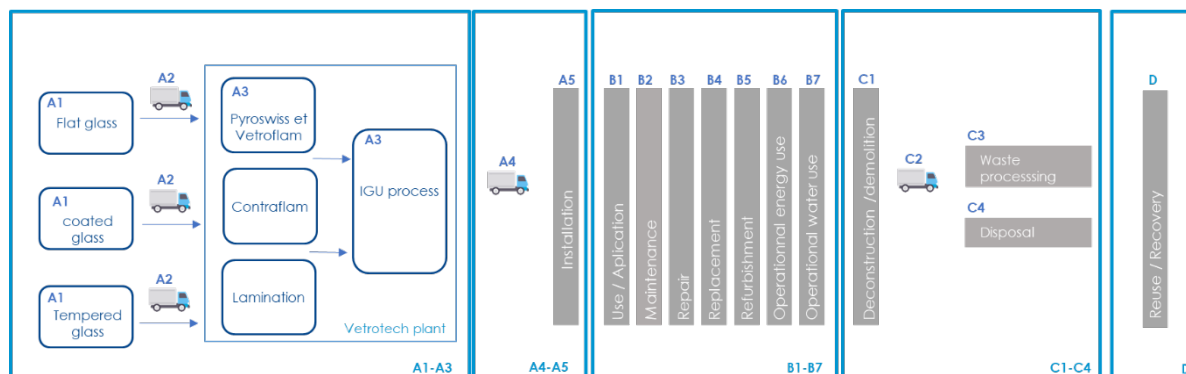 A1
Flat glass
A2
A1
coated
glass
A2
A1
Tempered
glass
A2
A3
Pyroswiss et
Vetroflam
Contraflam
Lamination
A3
IGU process
Vetrotech plant
A1-A3
A4
A5
Installation
A4-A5
B1
Use / Aplication
B2
Maintenance
B3
Repair
B4
Replacement
B5
Refurbishment
B6
Operationnal energy use
B7
Operational water use
B1-B7
C1
Deconstruction /demolition
C2
C3
Waste
processsing
C4
Disposal
C1-C4
D
Reuse / Recovery
D